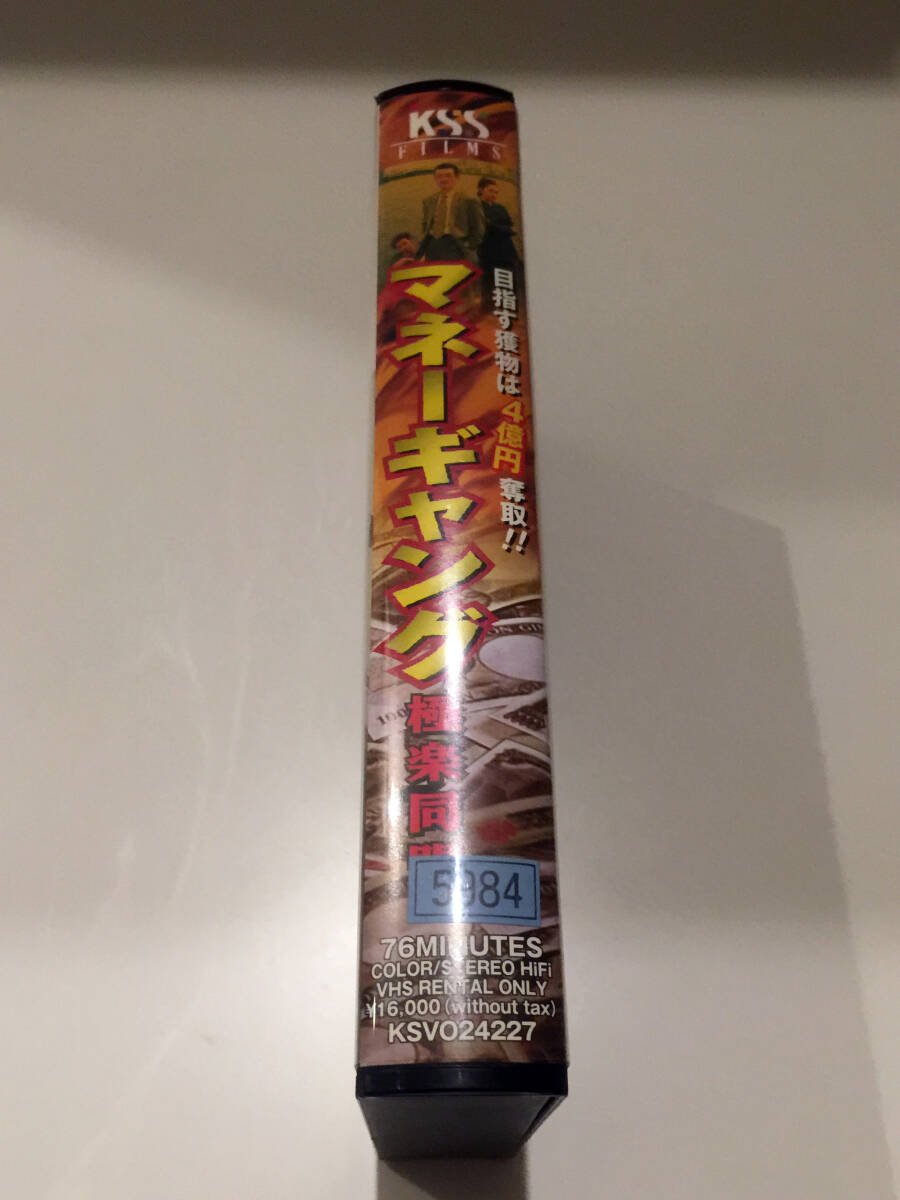 KSS
FILMS
目指す獲物は4億円奪取!!
マネーギャング
極楽同
5984
76MINUTES
COLOR/STEREO HiFi
VHS RENTAL ONLY
¥16,000 (without tax)
KSVO24227